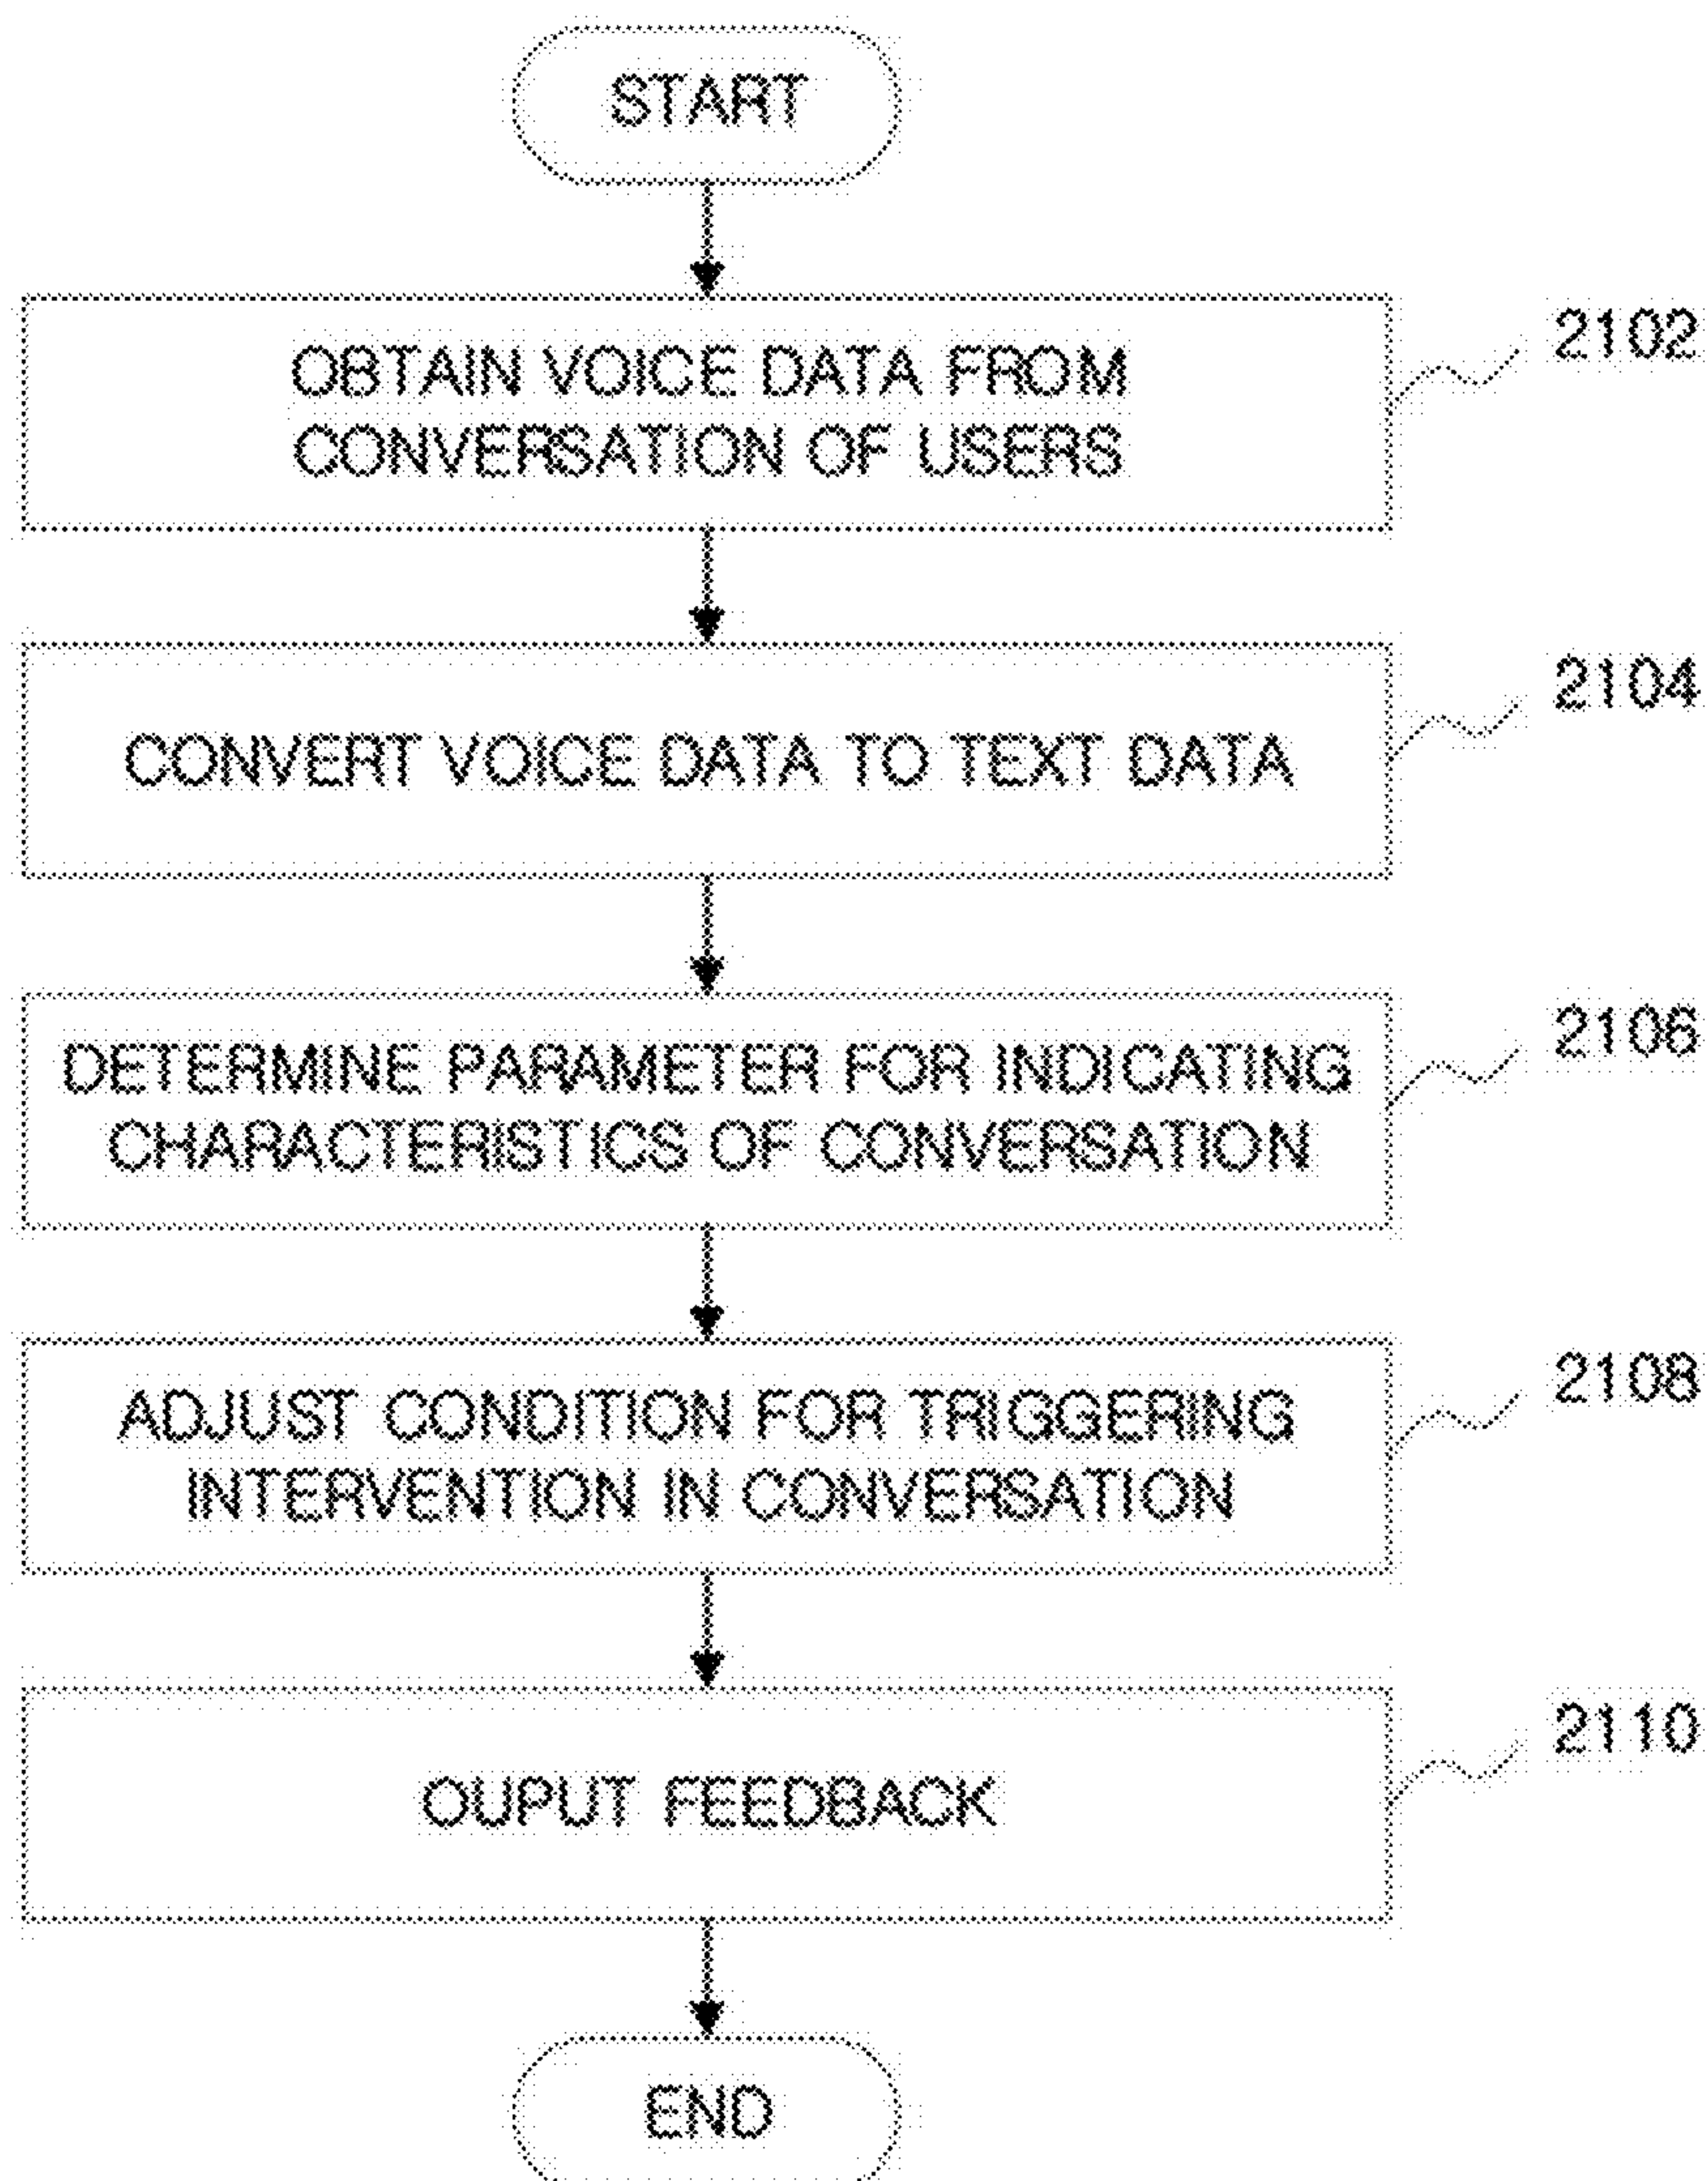 START
OBTAIN VOICE DATA FROM
CONVERSATION OF USERS
2102
CONVERT VOICE DATA TO TEXT DATA
2104
DETERMINE PARAMETER FOR INDICATING
CHARACTERISTICS OF CONVERSATION
2106
ADJUST CONDITION FOR TRIGGERING
INTERVENTION IN CONVERSATION
2108
OUPUT FEEDBACK
2110
END